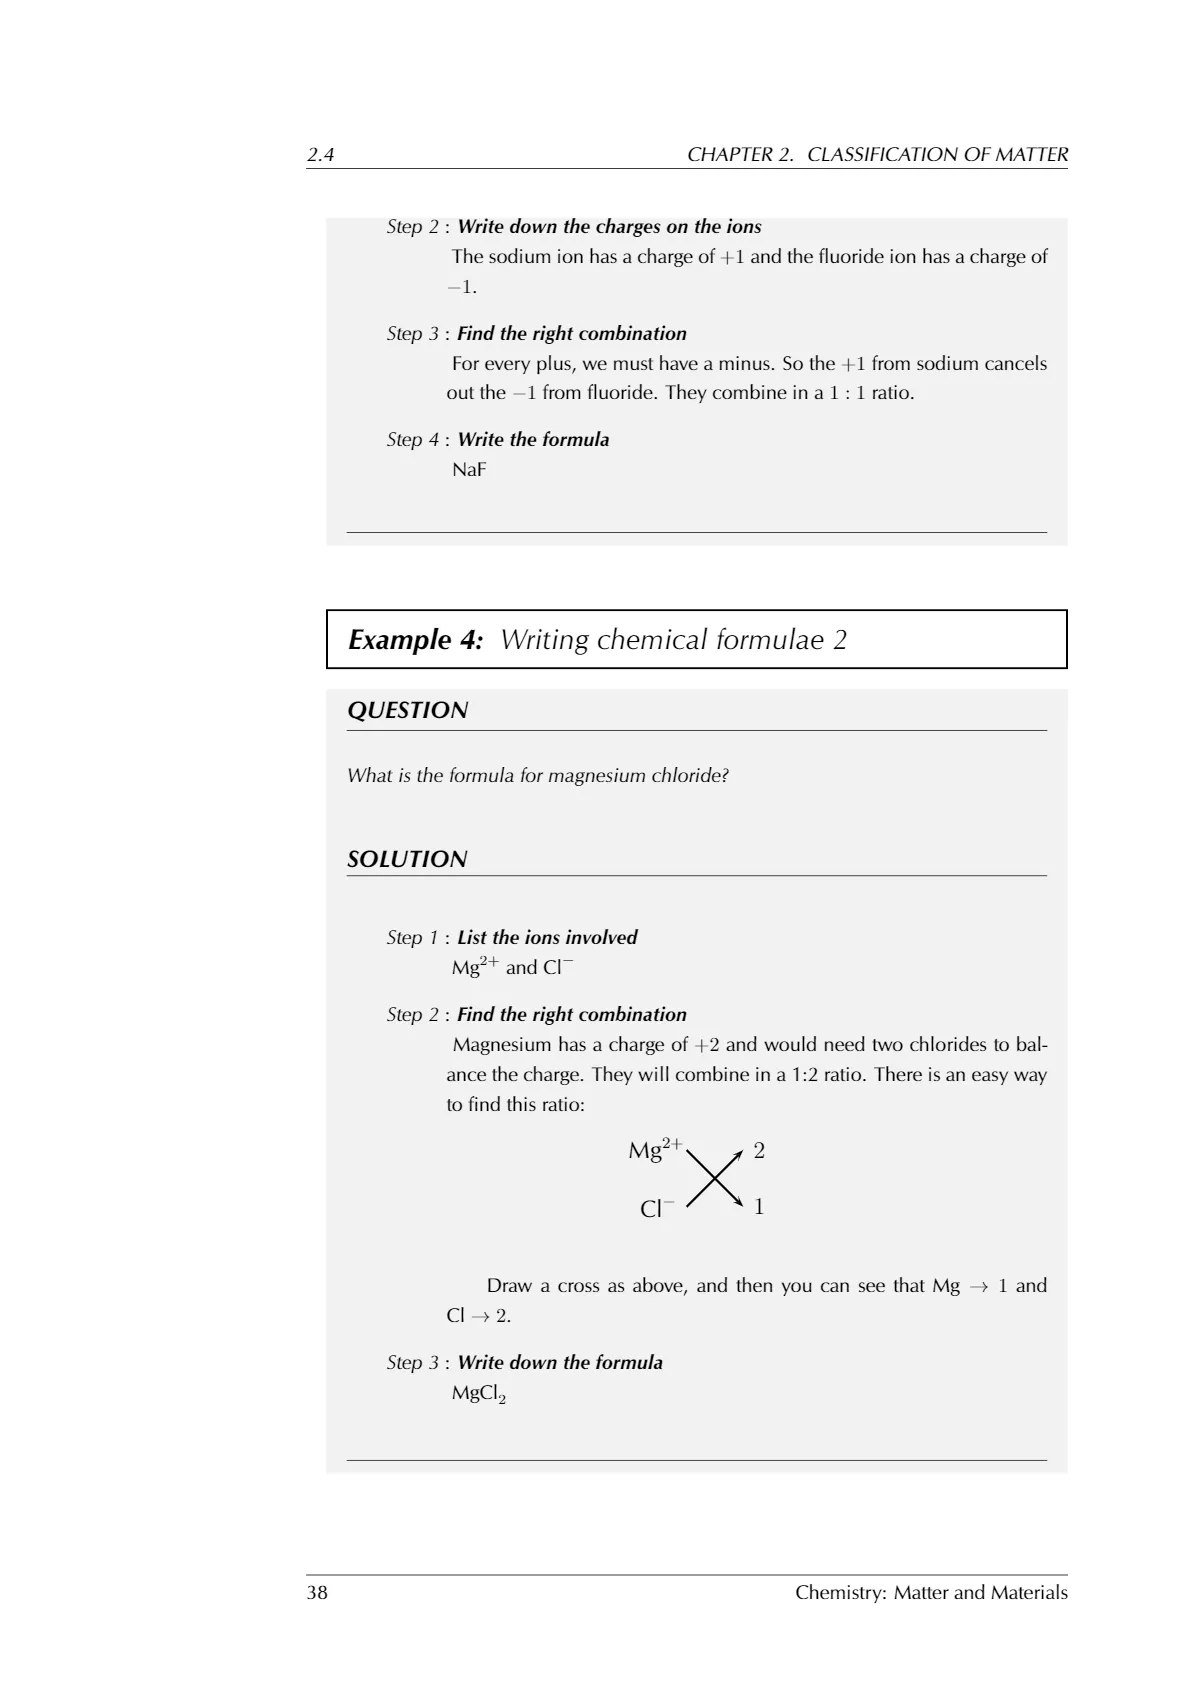 2.4 CHAPTER 2. CLASSIFICATION OF MATTER
Step 2 : Write down the charges on the ions
The sodium ion has a charge of +1 and the fluoride ion has a charge of
−1.
Step 3 : Find the right combination
For every plus, we must have a minus. So the +1 from sodium cancels
out the −1 from fluoride. They combine in a 1 : 1 ratio.
Step 4 : Write the formula
NaF
Example 4: Writing chemical formulae 2
QUESTION
What is the formula for magnesium chloride?
SOLUTION
Step 1 : List the ions involved
Mg²⁺ and Cl⁻
Step 2 : Find the right combination
Magnesium has a charge of +2 and would need two chlorides to bal-
ance the charge. They will combine in a 1:2 ratio. There is an easy way
to find this ratio:
Mg²⁺ 2
Cl⁻ 1
Draw a cross as above, and then you can see that Mg → 1 and
Cl → 2.
Step 3 : Write down the formula
MgCl₂
38 Chemistry: Matter and Materials